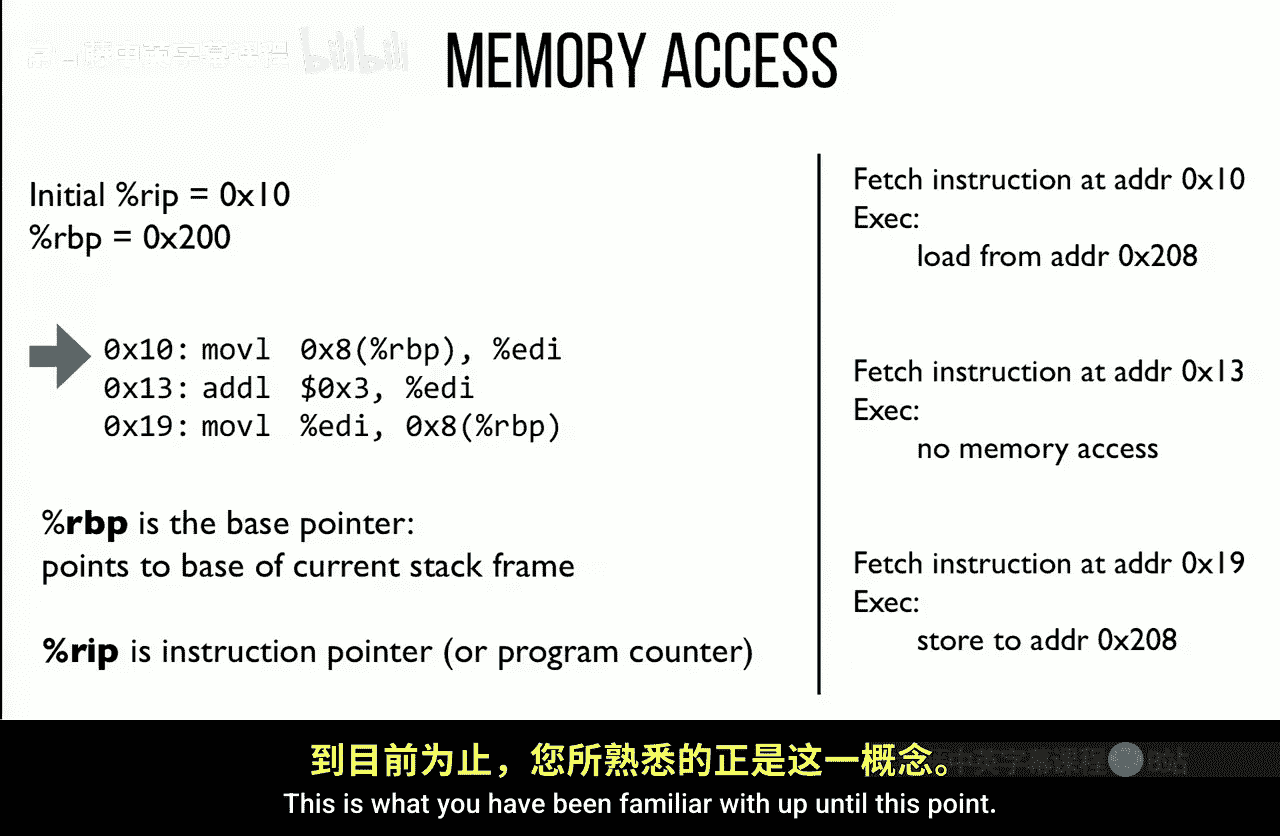 MEMORY ACCESS
Initial %rip = 0x10
%rbp = 0x200
0x10: movl 0x8(%rbp), %edi
0x13: addl $0x3, %edi
0x19: movl %edi, 0x8(%rbp)
%rbp is the base pointer:
points to base of current stack frame
%rip is instruction pointer (or program counter)
Fetch instruction at addr 0x10
Exec:
load from addr 0x208
Fetch instruction at addr 0x13
Exec:
no memory access
Fetch instruction at addr 0x19
Exec:
store to addr 0x208
到目前为止，您所熟悉的正是这一概念。
This is what you have been familiar with up until this point.